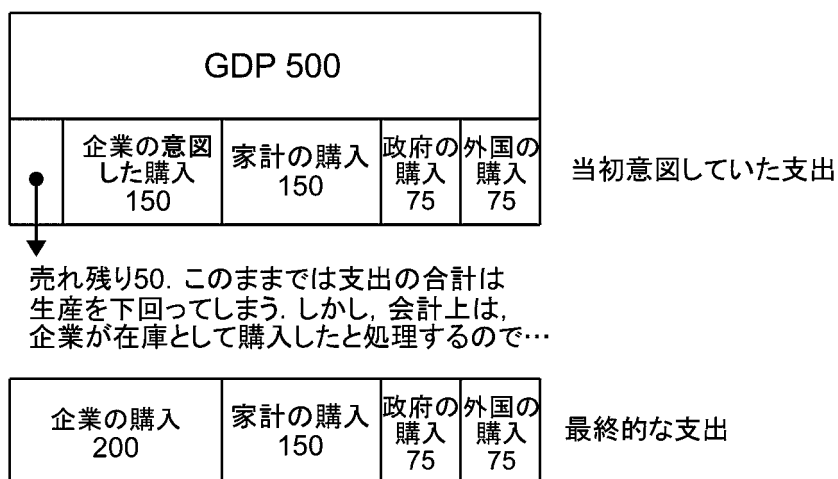 GDP 500
企業の意図
した購入
150
家計の購入
150
政府の
購入
75
外国の
購入
75
当初意図していた支出
売れ残り50. このままでは支出の合計は
生産を下回ってしまう. しかし, 会計上は,
企業が在庫として購入したと処理するので…
企業の購入
200
家計の購入
150
政府の
購入
75
外国の
購入
75
最終的な支出